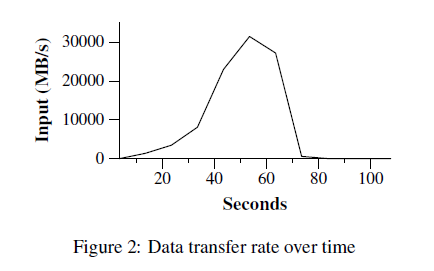 Input (MB/s)
30000
20000
10000
0
20 40 60 80 100
Seconds
Figure 2: Data transfer rate over time